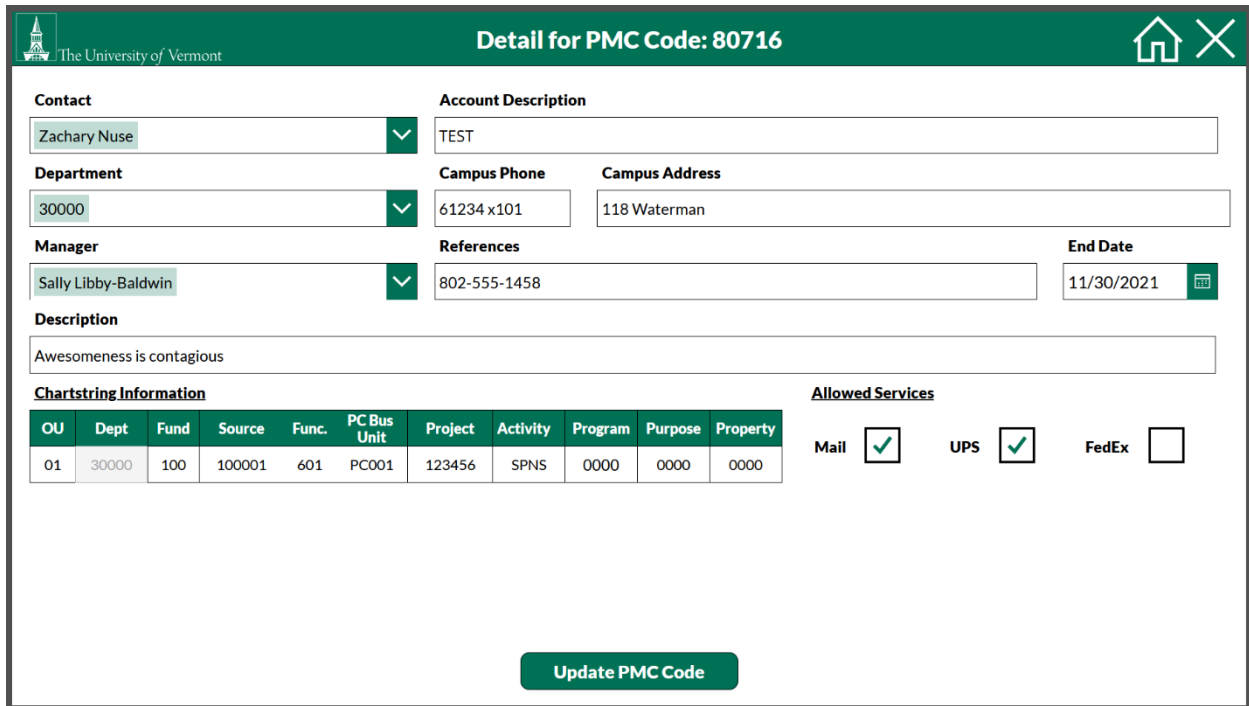 The University of Vermont
Detail for PMC Code: 80716
Contact
Account Description
Zachary Nuse
TEST
Department
Campus Phone
Campus Address
30000
61234 x101
118 Waterman
Manager
References
End Date
Sally Libby-Baldwin
802-555-1458
11/30/2021
Description
Awesomeness is contagious
Chartstring Information
Allowed Services
OU Dept Fund Source Func. PC Bus Unit Project Activity Program Purpose Property
01 30000 100 100001 601 PC001 123456 SPNS 0000 0000 0000
Mail UPS FedEx
Update PMC Code